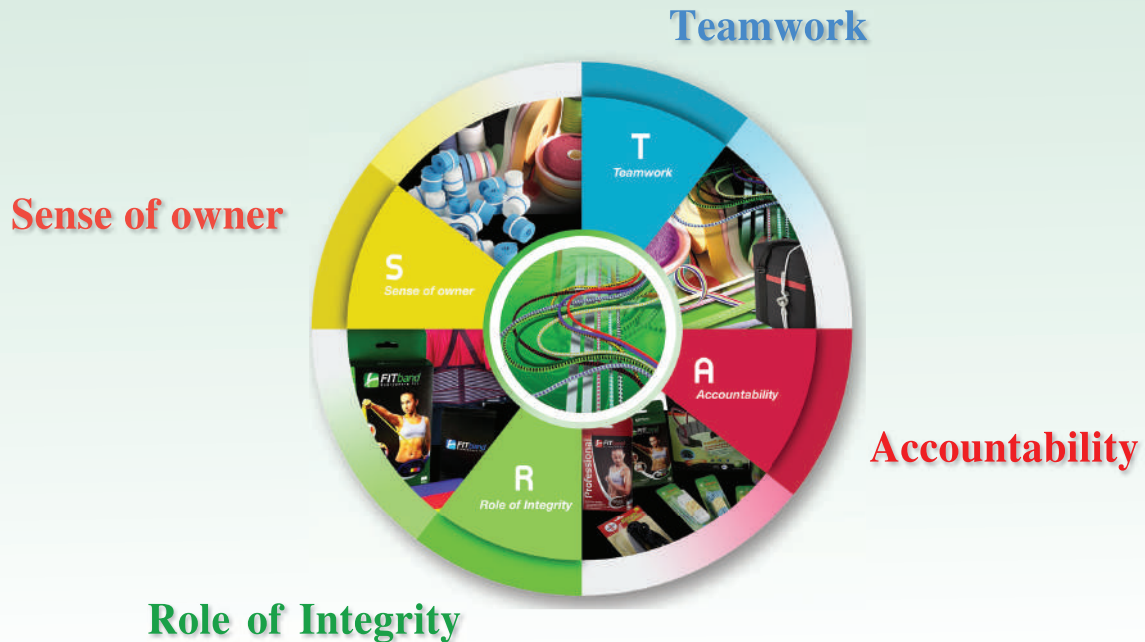 Teamwork
T
Teamwork
Sense of owner
S
Sense of owner
A
Accountability
Accountability
FITband
FITband
Professional
R
Role of Integrity
Role of Integrity